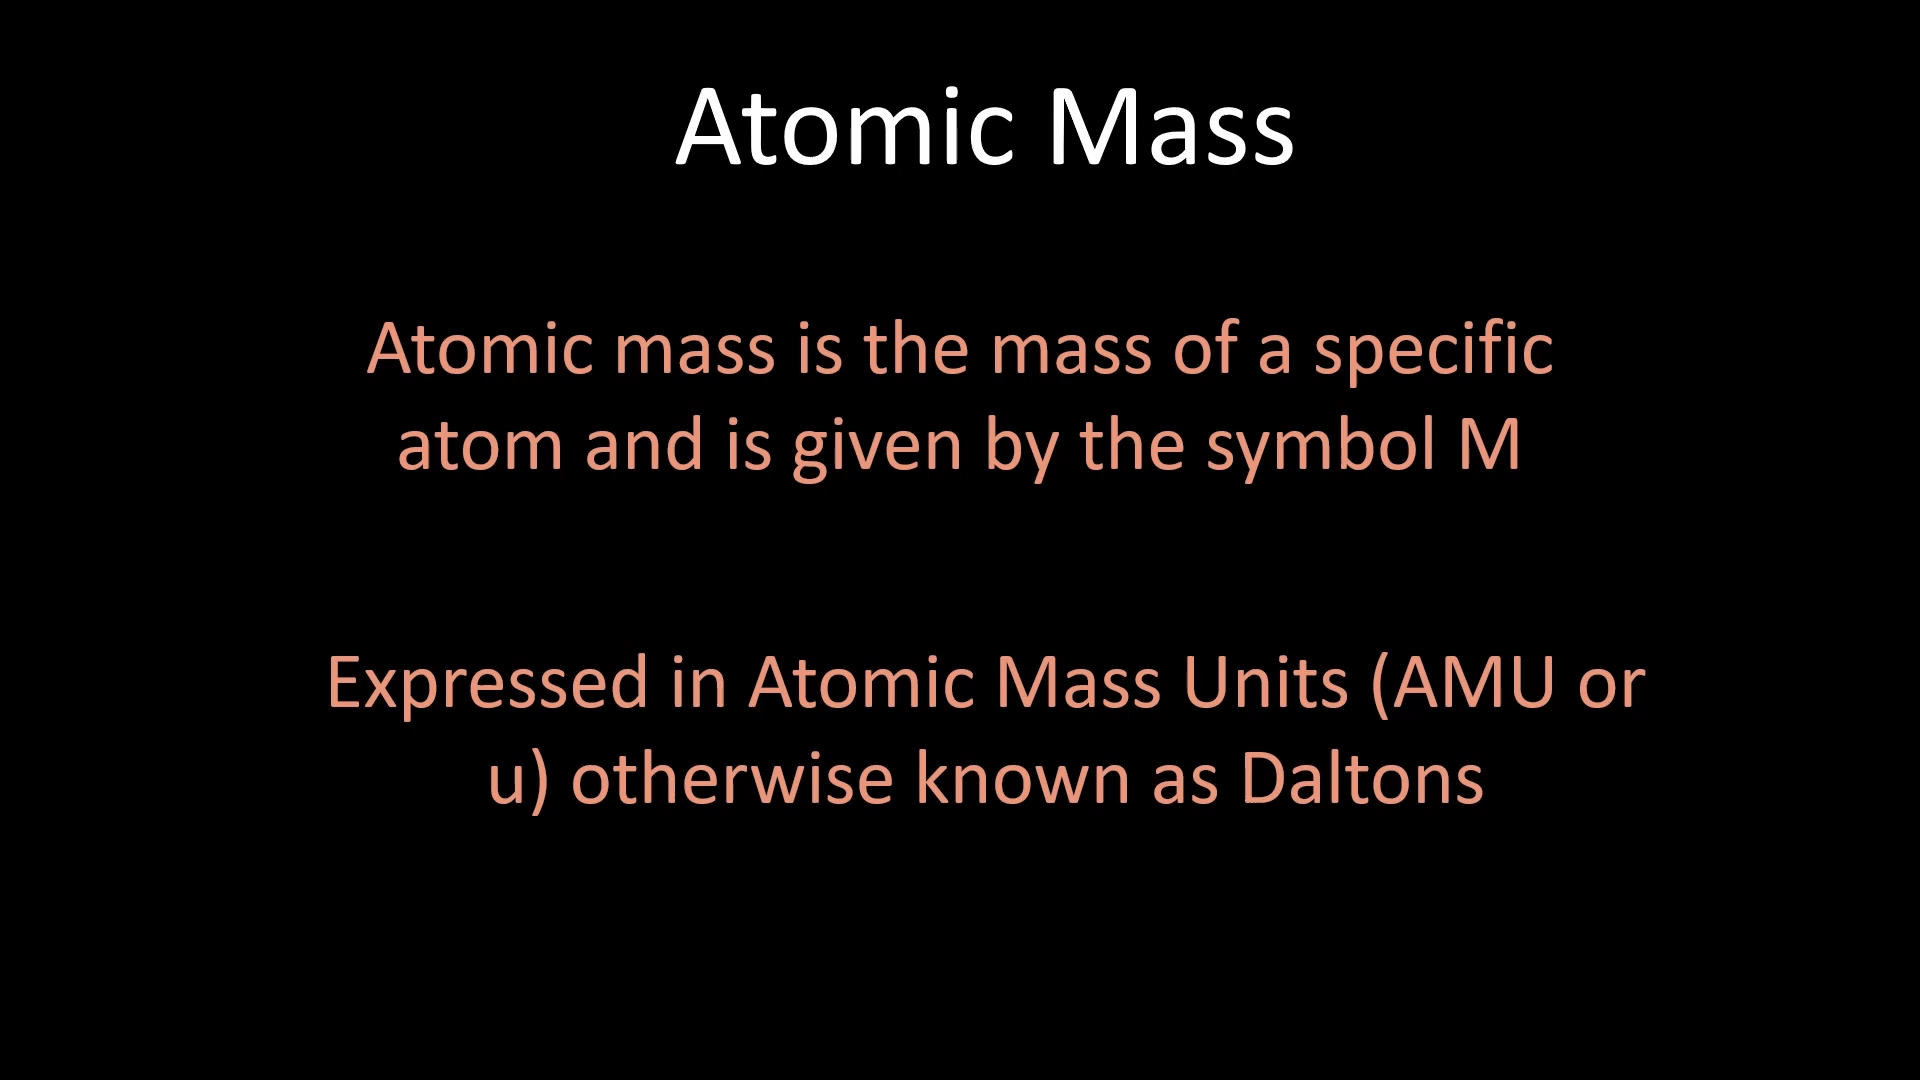 Atomic Mass
Atomic mass is the mass of a specific
atom and is given by the symbol M
Expressed in Atomic Mass Units (AMU or
u) otherwise known as Daltons